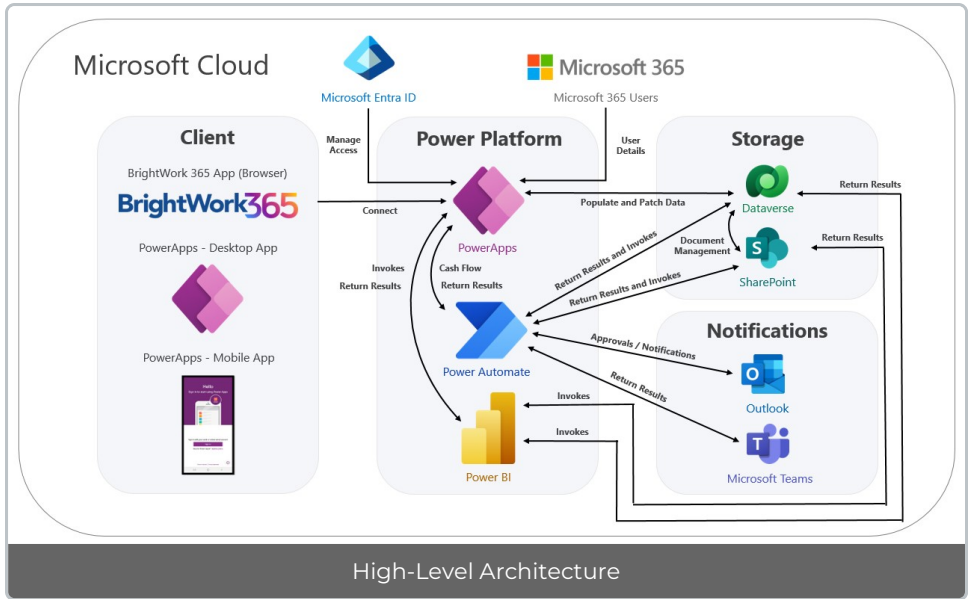 Microsoft Cloud
Microsoft Entra ID
Microsoft 365
Microsoft 365 Users
Client
BrightWork 365 App (Browser)
BrightWork365
PowerApps - Desktop App
PowerApps - Mobile App
Hello
Manage
Access
Connect
Power Platform
User
Details
PowerApps
Populate and Patch Data
Invokes
Return Results
Cash Flow
Return Results
Power Automate
Power BI
Return Results and Invokes
Return Results and Invokes
Document
Management
Storage
Dataverse
Return Results
S
SharePoint
Return Results
Approvals / Notifications
Return Results
Invokes
Invokes
Notifications
O
Outlook
T
Microsoft Teams
High-Level Architecture